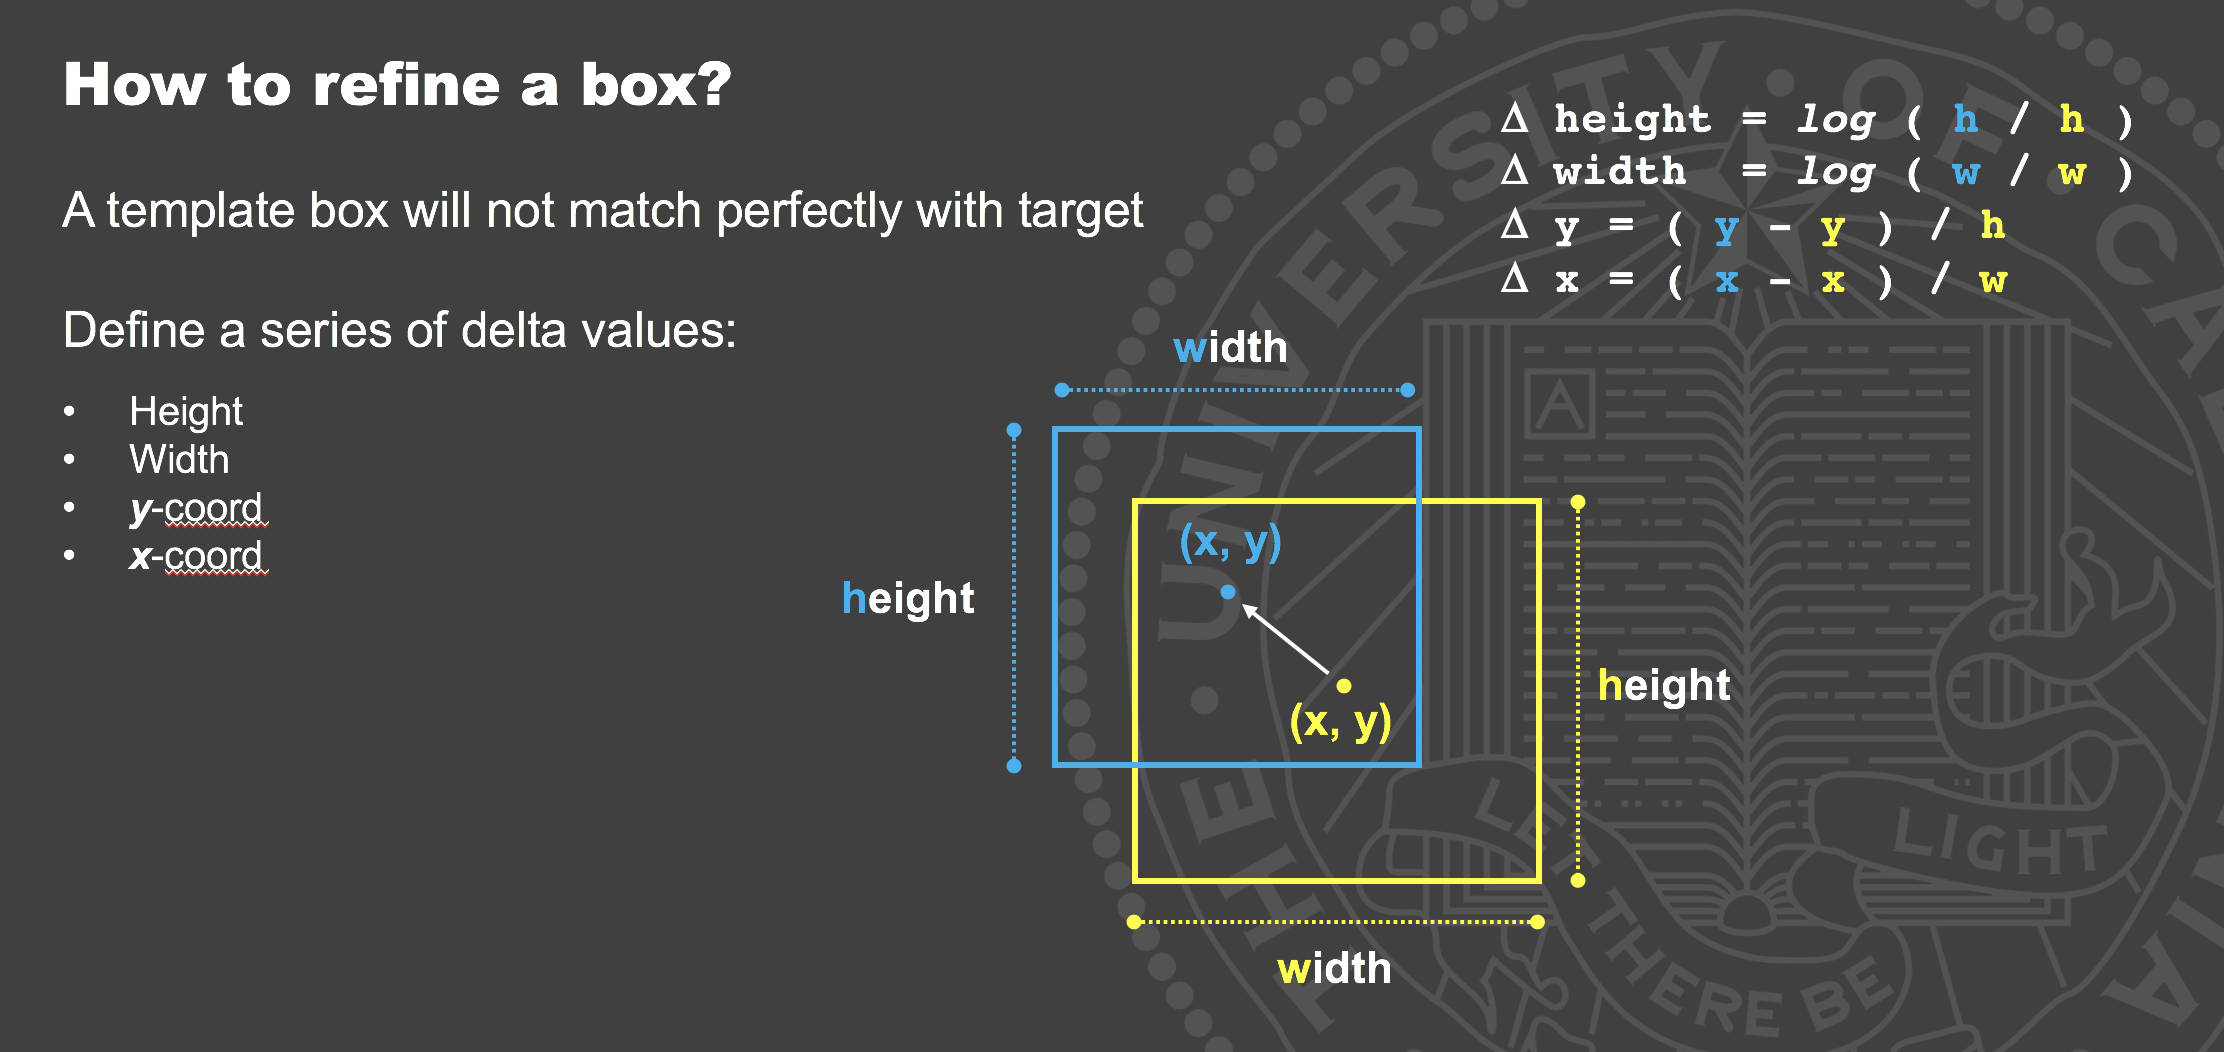 How to refine a box?
A template box will not match perfectly with target
Define a series of delta values:
• Height
• Width
• y-coord
• x-coord
Δ height = log ( h / h )
Δ width = log ( w / w )
Δ y = ( y - y ) / h
Δ x = ( x - x ) / w
width
height
(x, y)
(x, y)
height
width
THE · UNIVERSITY · OF · CA
A
LET THERE BE
LIGHT